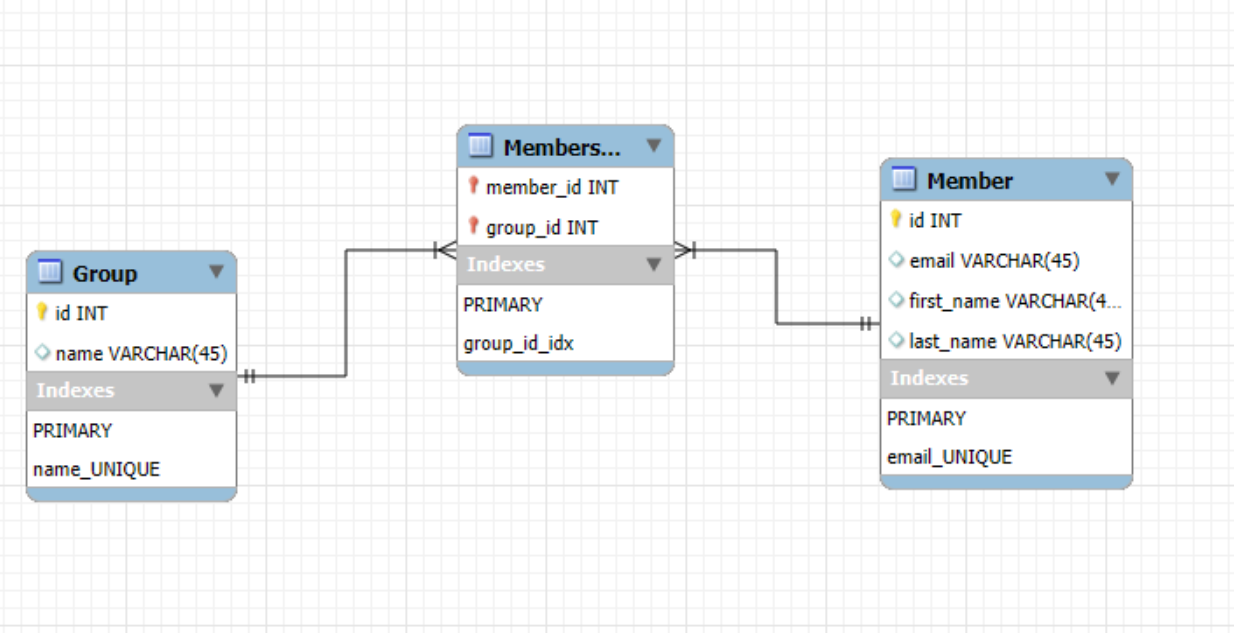 Group
id INT
name VARCHAR(45)
Indexes
PRIMARY
name_UNIQUE
Members...
member_id INT
group_id INT
Indexes
PRIMARY
group_id_idx
Member
id INT
email VARCHAR(45)
first_name VARCHAR(4...
last_name VARCHAR(45)
Indexes
PRIMARY
email_UNIQUE